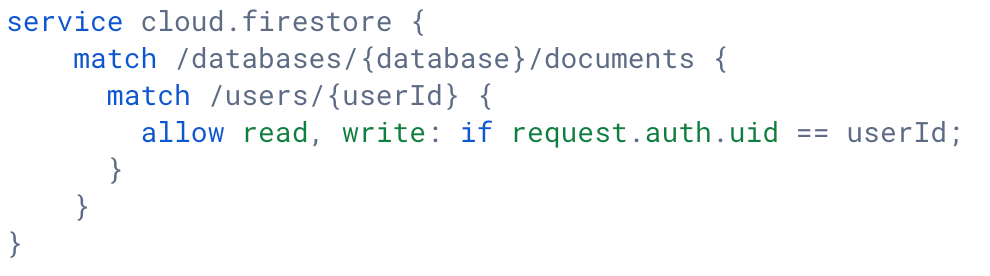 service cloud.firestore {
match /databases/{database}/documents {
match /users/{userId} {
allow read, write: if request.auth.uid == userId;
}
}
}